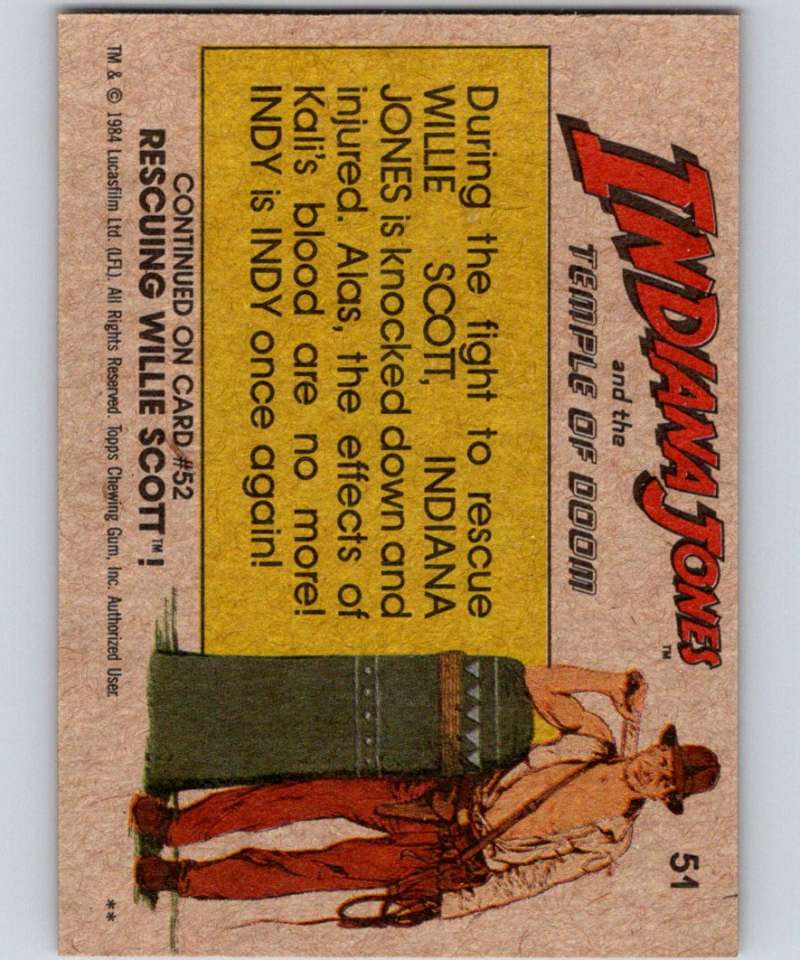 INDIANA JONES™
and the
TEMPLE OF DOOM
51
During the fight to rescue
WILLIE SCOTT, INDIANA
JONES is knocked down and
injured. Alas, the effects of
Kali's blood are no more!
INDY is INDY once again!
CONTINUED ON CARD #52
RESCUING WILLIE SCOTT™!
TM & © 1984 Lucasfilm Ltd. (LFL). All Rights Reserved Topps Chewing Gum, Inc. Authorized User.
**